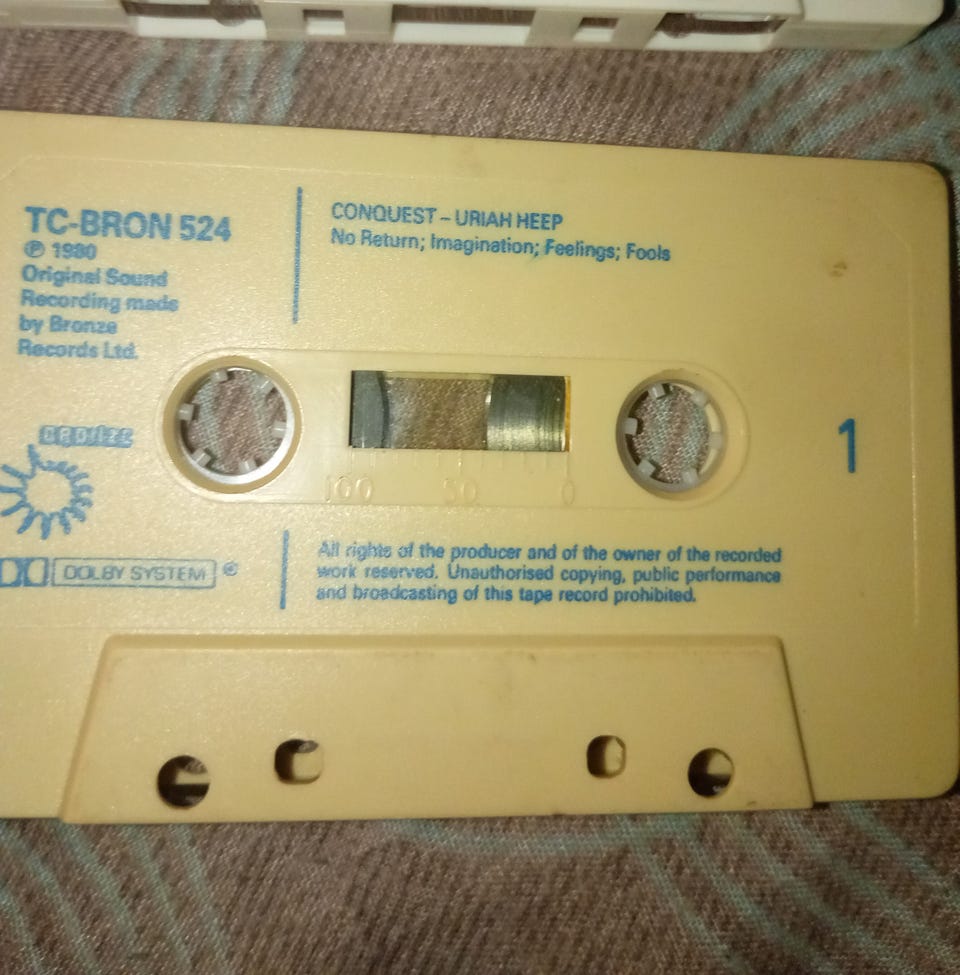 TC-BRON 524
℗ 1980
Original Sound
Recording made
by Bronze
Records Ltd.
CONQUEST – URIAH HEEP
No Return; Imagination; Feelings; Fools
BRONZE
1
100 50 0
DOLBY SYSTEM ®
All rights of the producer and of the owner of the recorded
work reserved. Unauthorised copying, public performance
and broadcasting of this tape record prohibited.